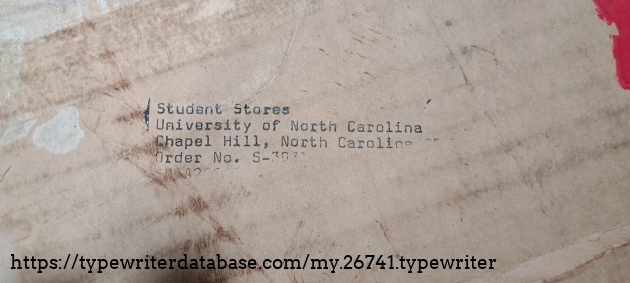 Student Stores
University of North Carolina
Chapel Hill, North Carolina
Order No.
https://typewriterdatabase.com/my.26741.typewriter